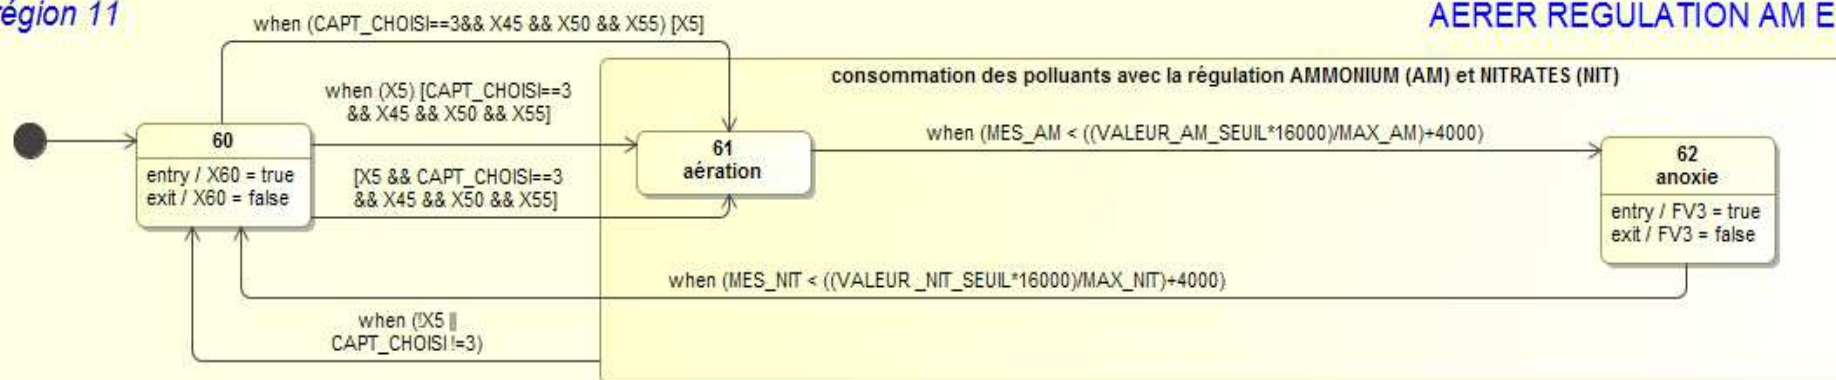 région 11
AERER REGULATION AM E
when (CAPT_CHOISI==3&& X45 && X50 && X55) [X5]
consommation des polluants avec la régulation AMMONIUM (AM) et NITRATES (NIT)
when (X5) [CAPT_CHOISI==3
&& X45 && X50 && X55]
60
entry / X60 = true
exit / X60 = false
[X5 && CAPT_CHOISI==3
&& X45 && X50 && X55]
61
aération
when (MES_AM < ((VALEUR_AM_SEUIL*16000)/MAX_AM)+4000)
62
anoxie
entry / FV3 = true
exit / FV3 = false
when (MES_NIT < ((VALEUR _NIT_SEUIL*16000)/MAX_NIT)+4000)
when (!X5 ||
CAPT_CHOISI !=3)